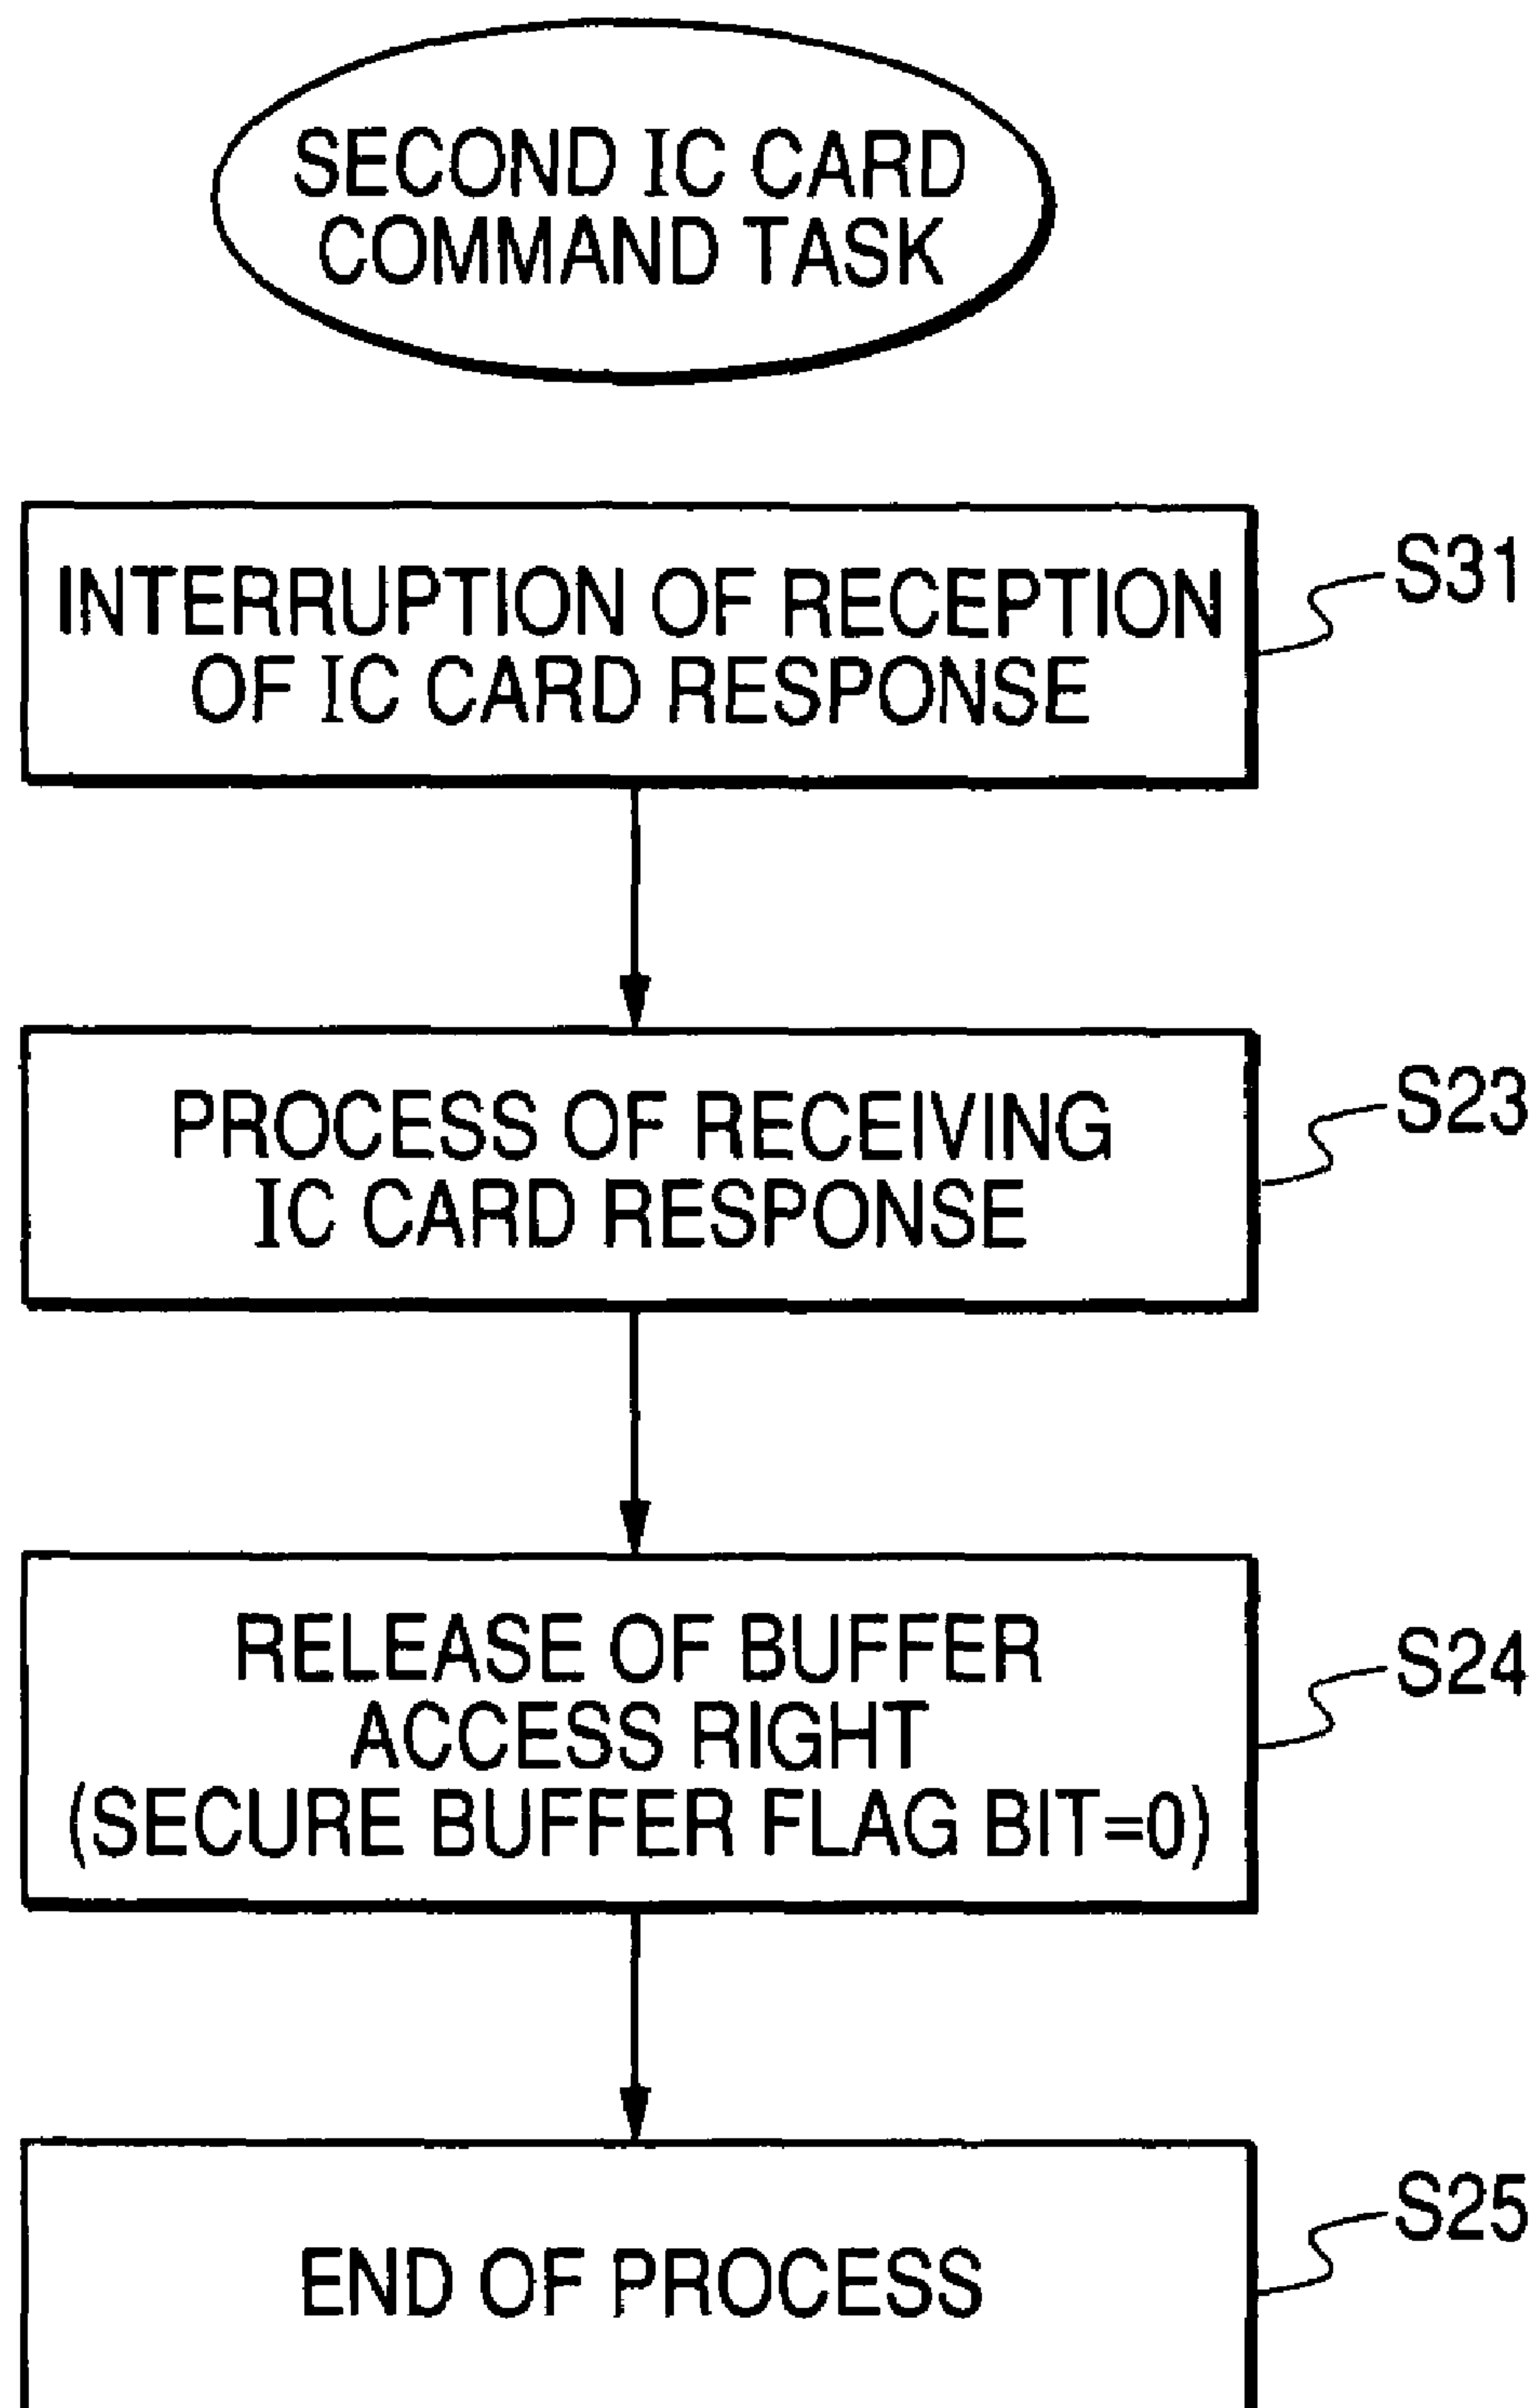 SECOND IC CARD
COMMAND TASK
INTERRUPTION OF RECEPTION
OF IC CARD RESPONSE
S31
PROCESS OF RECEIVING
IC CARD RESPONSE
S23
RELEASE OF BUFFER
ACCESS RIGHT
(SECURE BUFFER FLAG BIT=0)
S24
END OF PROCESS
S25